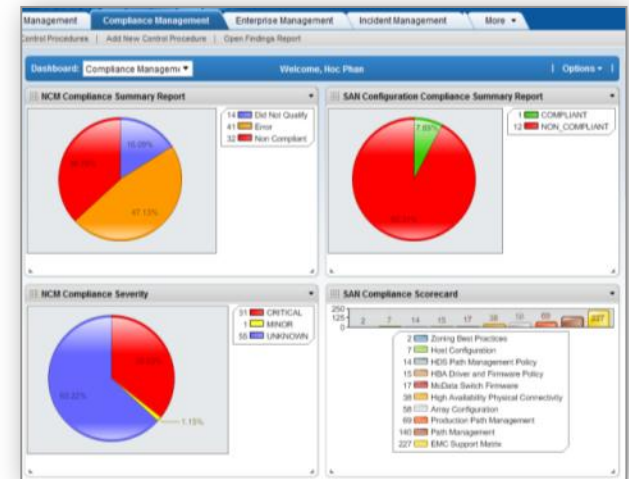 Management Compliance Management Enterprise Management Incident Management More
Control Procedures | Add New Control Procedure | Open Findings Report
Dashboard: Compliance Managem Welcome, Hoc Phan | Options |
NCM Compliance Summary Report
14 Did Not Qualify
41 Error
32 Non Compliant
16.09%
47.13%
SAN Configuration Compliance Summary Report
1 COMPLIANT
12 NON_COMPLIANT
7.69%
NCM Compliance Severity
31 CRITICAL
1 MINOR
55 UNKNOWN
63.22%
1.15%
SAN Compliance Scorecard
250
125
0
2 7 14 15 17 38 58 69 227
2 Zoning Best Practices
7 Host Configuration
14 HDS Path Management Policy
15 HBA Driver and Firmware Policy
17 McData Switch Firmware
38 High Availability Physical Connectivity
58 Array Configuration
69 Production Path Management
140 Path Management
227 EMC Support Matrix